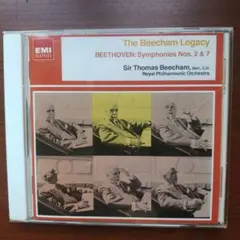 EMI
The Beecham Legacy
BEETHOVEN: Symphonies Nos. 2 & 7
Sir Thomas Beecham, Bart., C.H.
Royal Philharmonic Orchestra